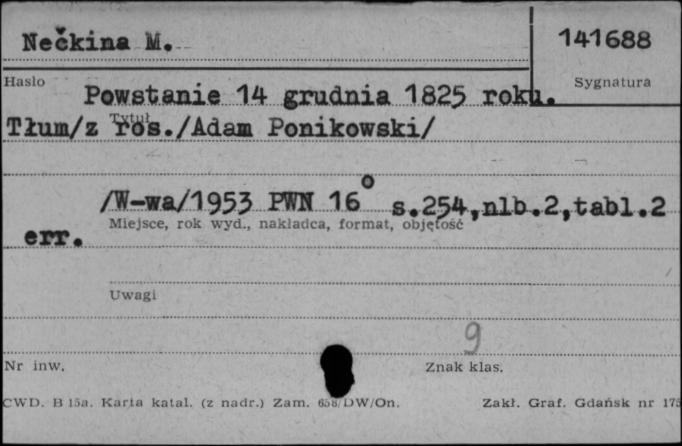 Nečkina M.
141688
Hasło
Sygnatura
Powstanie 14 grudnia 1825 roku.
Tytuł
Tłum/z ros./Adam Ponikowski/
/W-wa/1953 PWN 16° s.254,nlb.2,tabl.2
Miejsce, rok wyd., nakładca, format, objętość
err.
Uwagi
9
Nr inw.
Znak klas.
CWD. B 15a. Karta katal. (z nadr.) Zam. 658/DW/On.
Zakł. Graf. Gdańsk nr 175